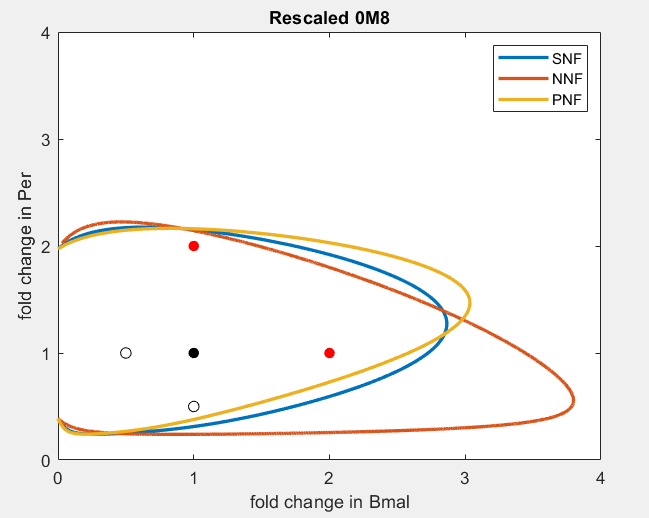 Rescaled 0M8
4
3
2
1
0
0 1 2 3 4
fold change in Per
fold change in Bmal
SNF
NNF
PNF